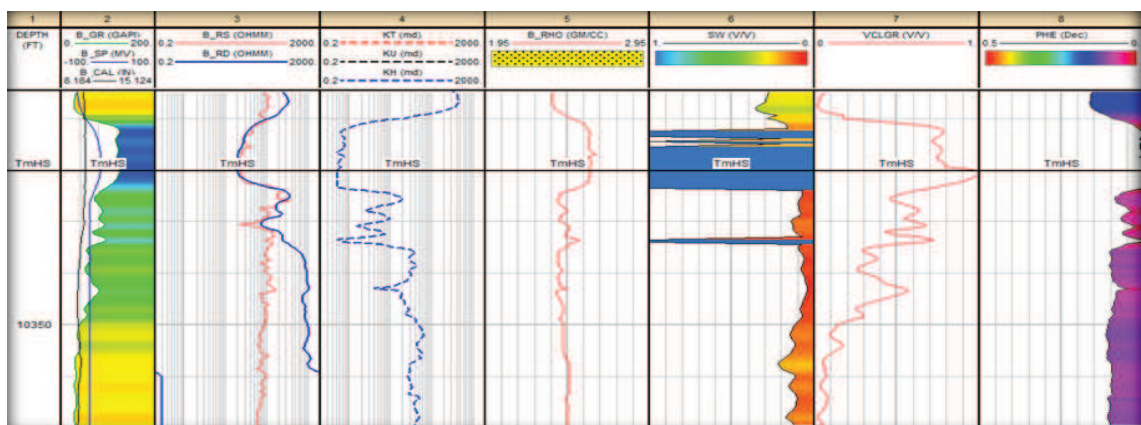 1 2 3 4 5 6 7 8
DEPTH (FT)
B_GR (GAPI)
0. 200.
B_SP (MV)
-100. 100.
B_CAL (IN)
8.184 15.124
B_RS (OHMM)
0.2 2000.
B_RD (OHMM)
0.2 2000.
KT (md)
0.2 2000.
KU (md)
0.2 2000.
KH (md)
0.2 2000.
B_RHO (GM/CC)
1.95 2.95
SW (V/V)
1. 0.
VCLGR (V/V)
0. 1.
PHE (Dec)
0.5 0.
TmHS TmHS TmHS TmHS TmHS TmHS TmHS TmHS
10350